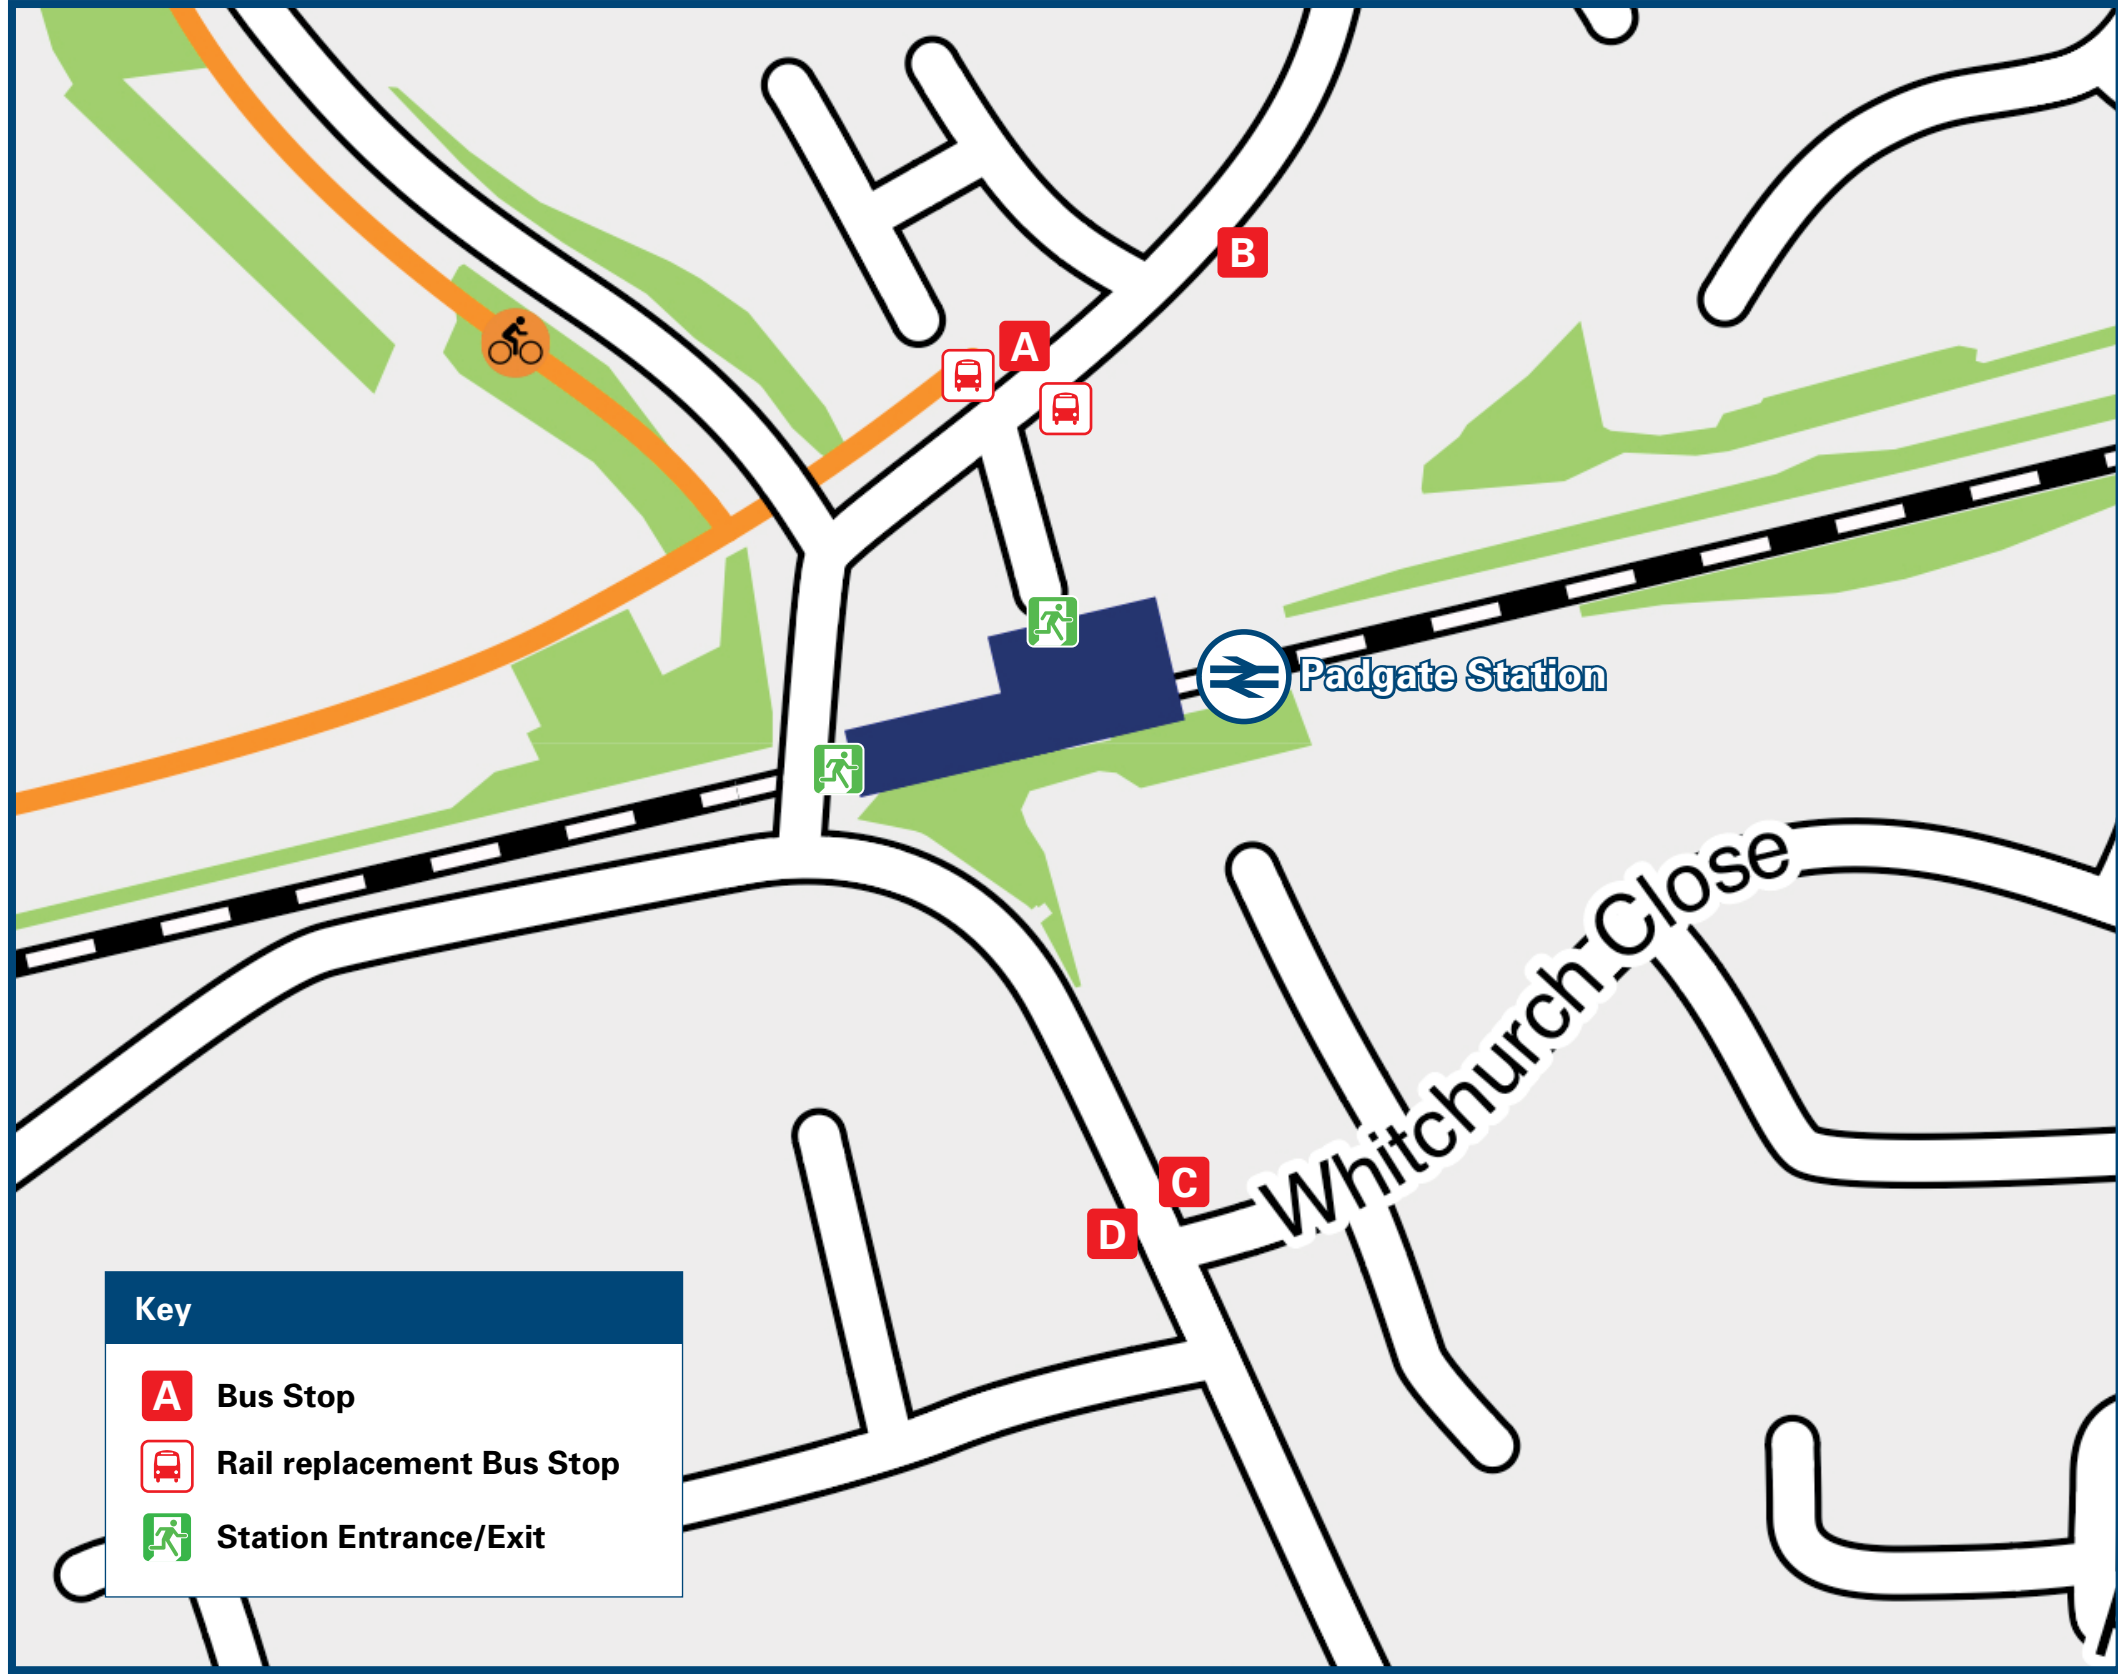 B
A
Padgate Station
Whitchurch Close
C
D
Key
A Bus Stop
Rail replacement Bus Stop
Station Entrance/Exit